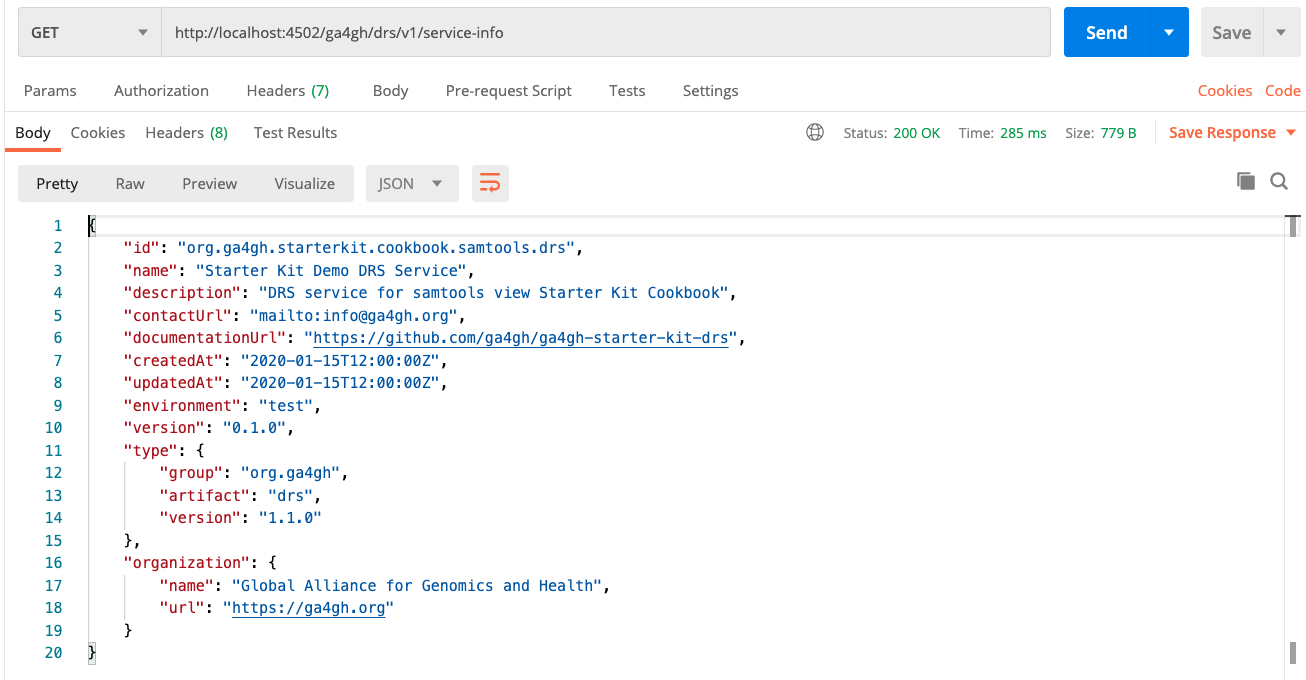 GET http://localhost:4502/ga4gh/drs/v1/service-info Send Save
Params Authorization Headers (7) Body Pre-request Script Tests Settings Cookies Code
Body Cookies Headers (8) Test Results Status: 200 OK Time: 285 ms Size: 779 B Save Response
Pretty Raw Preview Visualize JSON
1 {
2 "id": "org.ga4gh.starterkit.cookbook.samtools.drs",
3 "name": "Starter Kit Demo DRS Service",
4 "description": "DRS service for samtools view Starter Kit Cookbook",
5 "contactUrl": "mailto:info@ga4gh.org",
6 "documentationUrl": "https://github.com/ga4gh/ga4gh-starter-kit-drs",
7 "createdAt": "2020-01-15T12:00:00Z",
8 "updatedAt": "2020-01-15T12:00:00Z",
9 "environment": "test",
10 "version": "0.1.0",
11 "type": {
12 "group": "org.ga4gh",
13 "artifact": "drs",
14 "version": "1.1.0"
15 },
16 "organization": {
17 "name": "Global Alliance for Genomics and Health",
18 "url": "https://ga4gh.org"
19 }
20 }